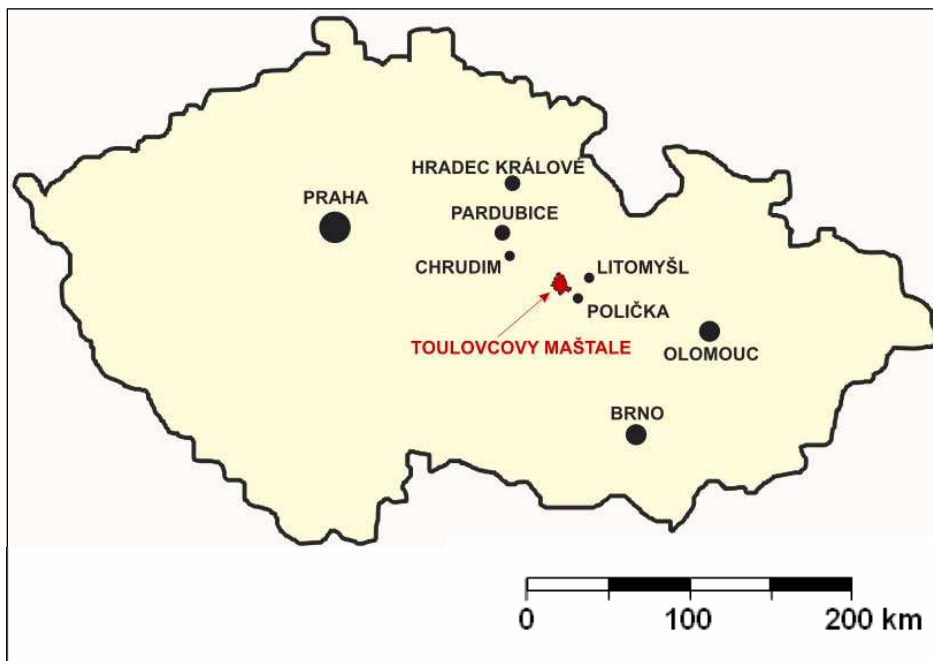 HRADEC KRÁLOVÉ
PRAHA
PARDUBICE
CHRUDIM
LITOMYŠL
POLIČKA
TOULOVCOVY MAŠTALE
OLOMOUC
BRNO
0 100 200 km